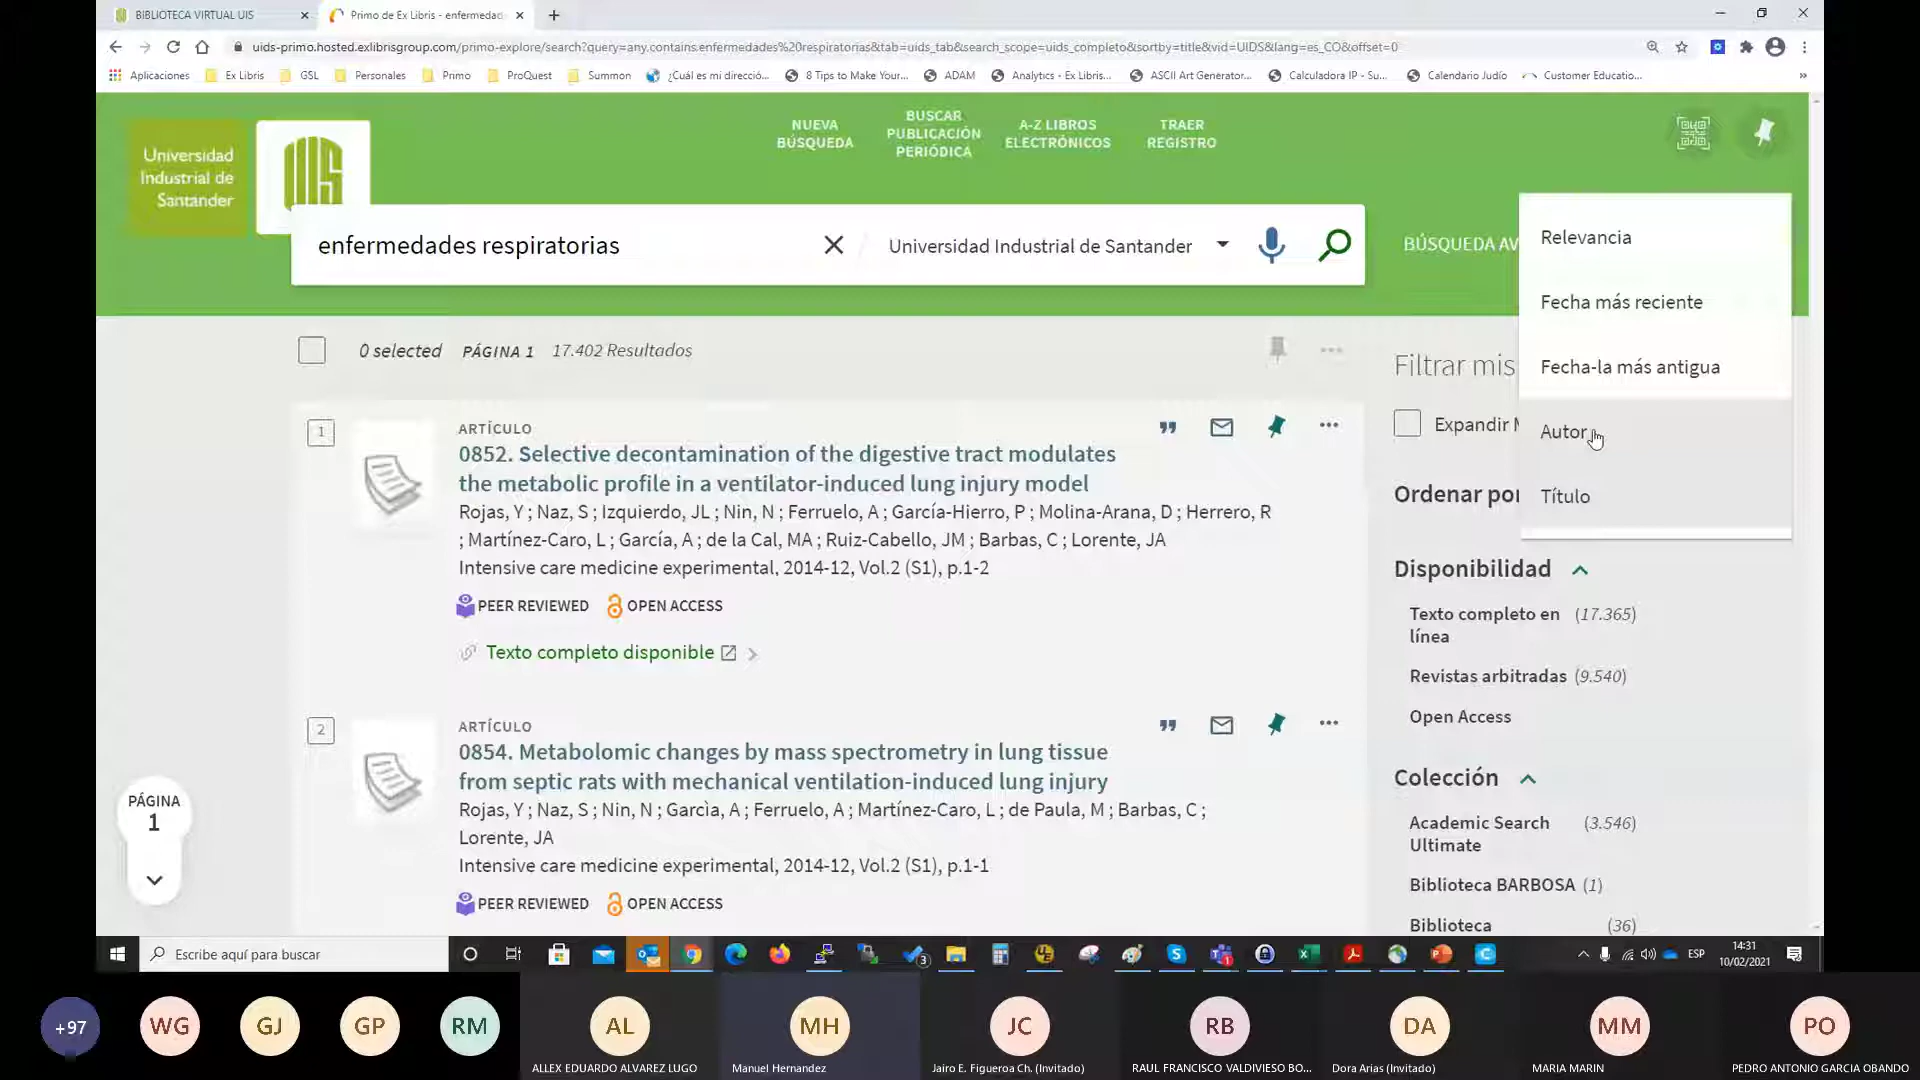 BIBLIOTECA VIRTUAL UIS
Primo de Ex Libris - enfermedad
uids-primo.hosted.exlibrisgroup.com/primo-explore/search?query=any,contains,enfermedades%20respiratorias&tab=uids_tab&search_scope=uids_completo&sortby=title&vid=UIDS&lang=es_CO&offset=0
Aplicaciones
Ex Libris
GSL
Personales
Primo
ProQuest
Summon
¿Cuál es mi direcció...
8 Tips to Make Your...
ADAM
Analytics - Ex Libris...
ASCII Art Generator...
Calculadora IP - Su...
Calendario Judío
Customer Educatio...
»
Universidad
Industrial de
Santander
UIS
NUEVA
BÚSQUEDA
BUSCAR
PUBLICACIÓN
PERIÓDICA
A-Z LIBROS
ELECTRÓNICOS
TRAER
REGISTRO
enfermedades respiratorias
Universidad Industrial de Santander
BÚSQUEDA AV
Relevancia
Fecha más reciente
Fecha-la más antigua
Autor
Título
0 selected PÁGINA 1 17.402 Resultados
Filtrar mis
Expandir M
Ordenar por
1
ARTÍCULO
0852. Selective decontamination of the digestive tract modulates
the metabolic profile in a ventilator-induced lung injury model
Rojas, Y ; Naz, S ; Izquierdo, JL ; Nin, N ; Ferruelo, A ; García-Hierro, P ; Molina-Arana, D ; Herrero, R
; Martínez-Caro, L ; García, A ; de la Cal, MA ; Ruiz-Cabello, JM ; Barbas, C ; Lorente, JA
Intensive care medicine experimental, 2014-12, Vol.2 (S1), p.1-2
PEER REVIEWED OPEN ACCESS
Texto completo disponible
2
ARTÍCULO
0854. Metabolomic changes by mass spectrometry in lung tissue
from septic rats with mechanical ventilation-induced lung injury
Rojas, Y ; Naz, S ; Nin, N ; Garcìa, A ; Ferruelo, A ; Martínez-Caro, L ; de Paula, M ; Barbas, C ;
Lorente, JA
Intensive care medicine experimental, 2014-12, Vol.2 (S1), p.1-1
PEER REVIEWED OPEN ACCESS
Disponibilidad
Texto completo en (17.365)
línea
Revistas arbitradas (9.540)
Open Access
Colección
Academic Search (3.546)
Ultimate
Biblioteca BARBOSA (1)
Biblioteca (36)
PÁGINA
1
Escribe aquí para buscar
3
1
ESP
14:31
10/02/2021
+97
WG
GJ
GP
RM
AL
MH
JC
RB
DA
MM
PO
ALLEX EDUARDO ALVAREZ LUGO
Manuel Hernandez
Jairo E. Figueroa Ch. (Invitado)
RAUL FRANCISCO VALDIVIESO BO...
Dora Arias (Invitado)
MARIA MARIN
PEDRO ANTONIO GARCIA OBANDO